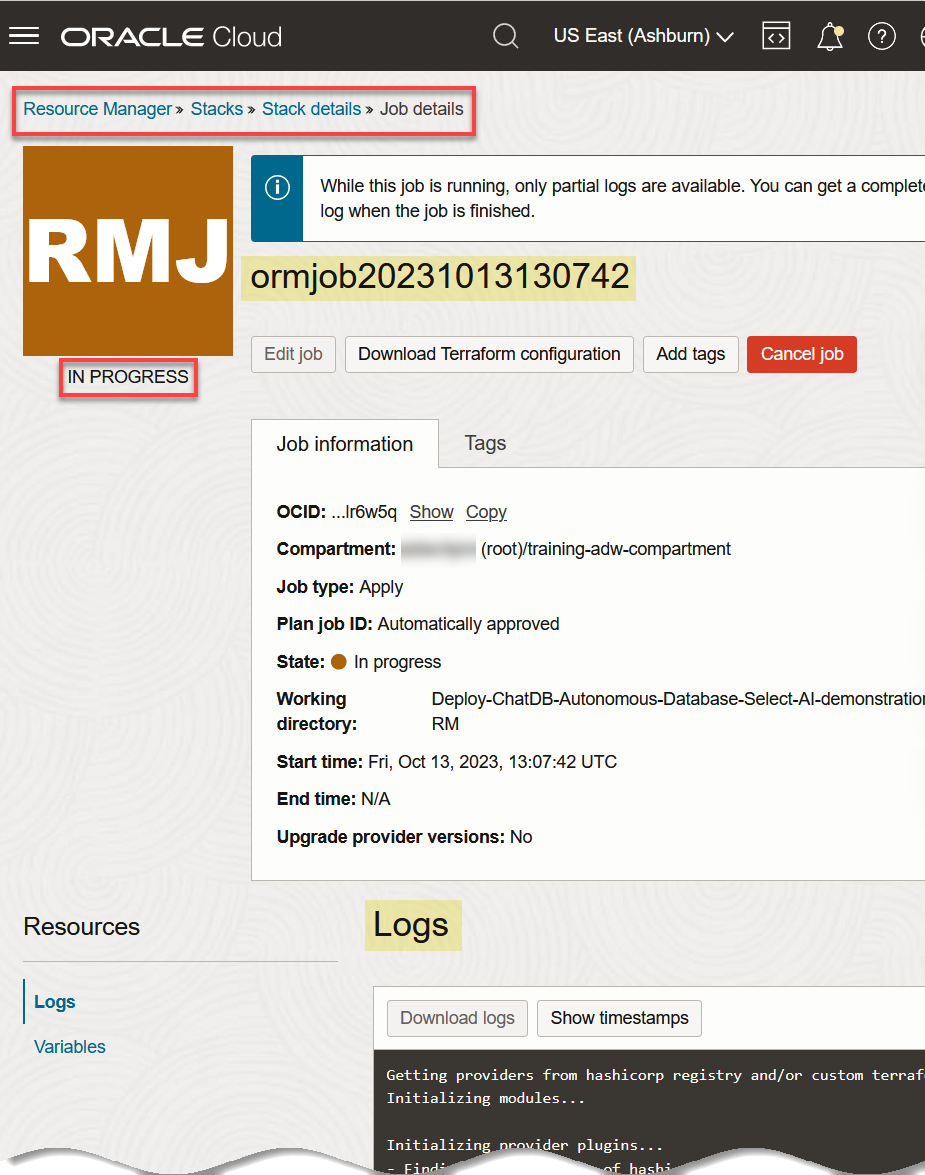 ORACLE Cloud
US East (Ashburn)
Resource Manager » Stacks » Stack details » Job details
RMJ
IN PROGRESS
While this job is running, only partial logs are available. You can get a complete
log when the job is finished.
ormjob20231013130742
Edit job
Download Terraform configuration
Add tags
Cancel job
Job information
Tags
OCID: ...lr6w5q Show Copy
Compartment: (root)/training-adw-compartment
Job type: Apply
Plan job ID: Automatically approved
State: In progress
Working directory: Deploy-ChatDB-Autonomous-Database-Select-AI-demonstration
RM
Start time: Fri, Oct 13, 2023, 13:07:42 UTC
End time: N/A
Upgrade provider versions: No
Resources
Logs
Variables
Logs
Download logs
Show timestamps
Getting providers from hashicorp registry and/or custom terraf
Initializing modules...
Initializing provider plugins...
- Findi of hashi